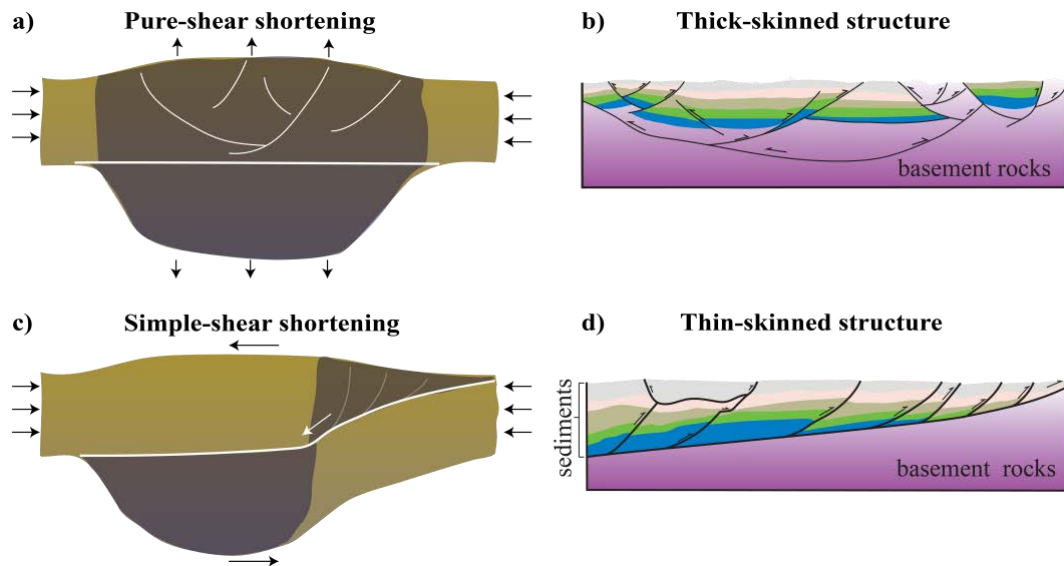 a) Pure-shear shortening
b) Thick-skinned structure
basement rocks
c) Simple-shear shortening
d) Thin-skinned structure
sediments
basement rocks